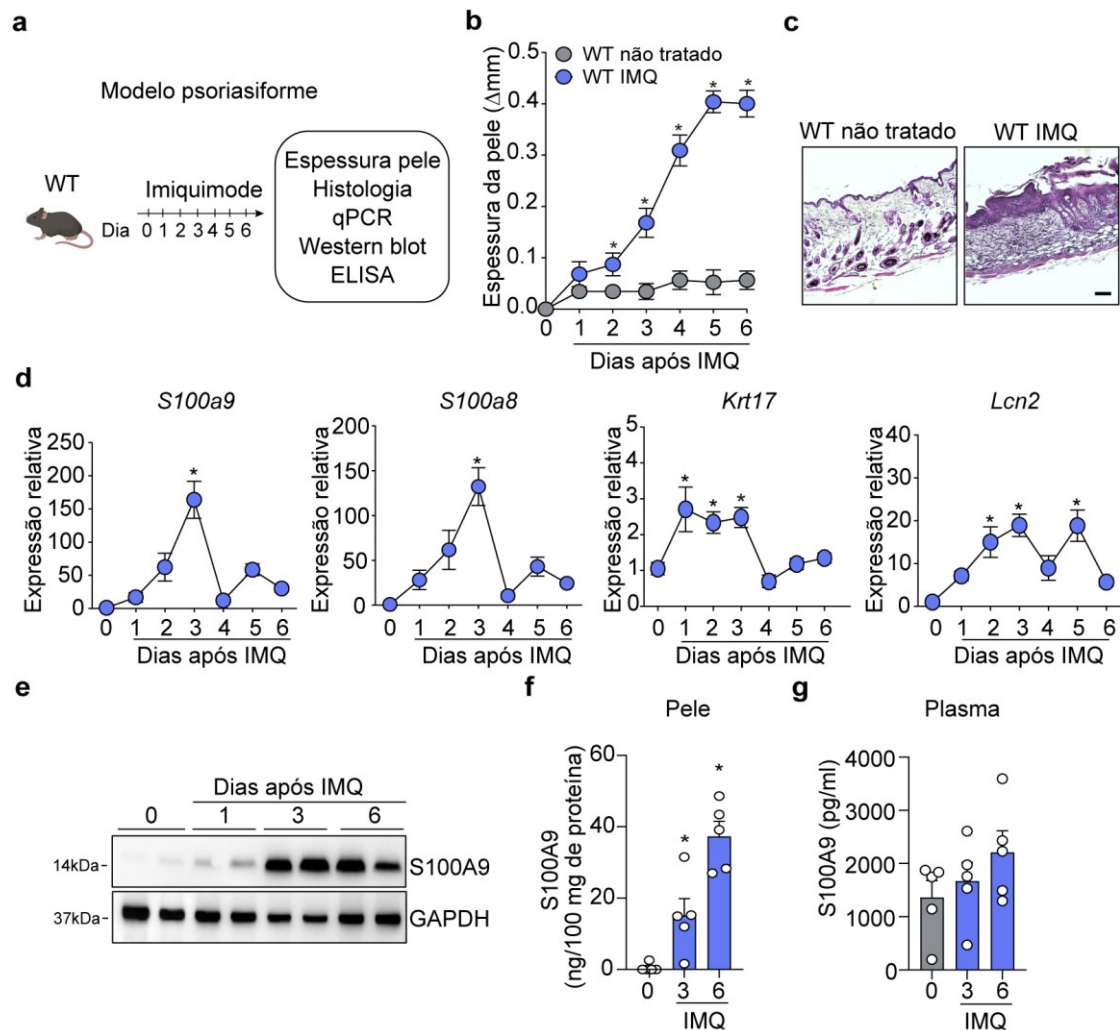 a
Modelo psoriasiforme
WT
Imiquimode
Dia 0 1 2 3 4 5 6
Espessura pele
Histologia
qPCR
Western blot
ELISA
b
WT não tratado
WT IMQ
Espessura da pele (Δmm)
0.5
0.4
0.3
0.2
0.1
0.0
* * * * *
0 1 2 3 4 5 6
Dias após IMQ
c
WT não tratado
WT IMQ
d
S100a9
Expressão relativa
250
200
150
100
50
0
*
0 1 2 3 4 5 6
Dias após IMQ
S100a8
Expressão relativa
200
150
100
50
0
*
0 1 2 3 4 5 6
Dias após IMQ
Krt17
Expressão relativa
5
4
3
2
1
0
* * *
0 1 2 3 4 5 6
Dias após IMQ
Lcn2
Expressão relativa
40
30
20
10
0
* * *
0 1 2 3 4 5 6
Dias após IMQ
e
Dias após IMQ
0 1 3 6
14kDa
S100A9
37kDa
GAPDH
f
Pele
S100A9
(ng/100 mg de proteína)
60
40
20
0
* *
0 3 6
IMQ
g
Plasma
S100A9 (pg/ml)
4000
3000
2000
1000
0
0 3 6
IMQ